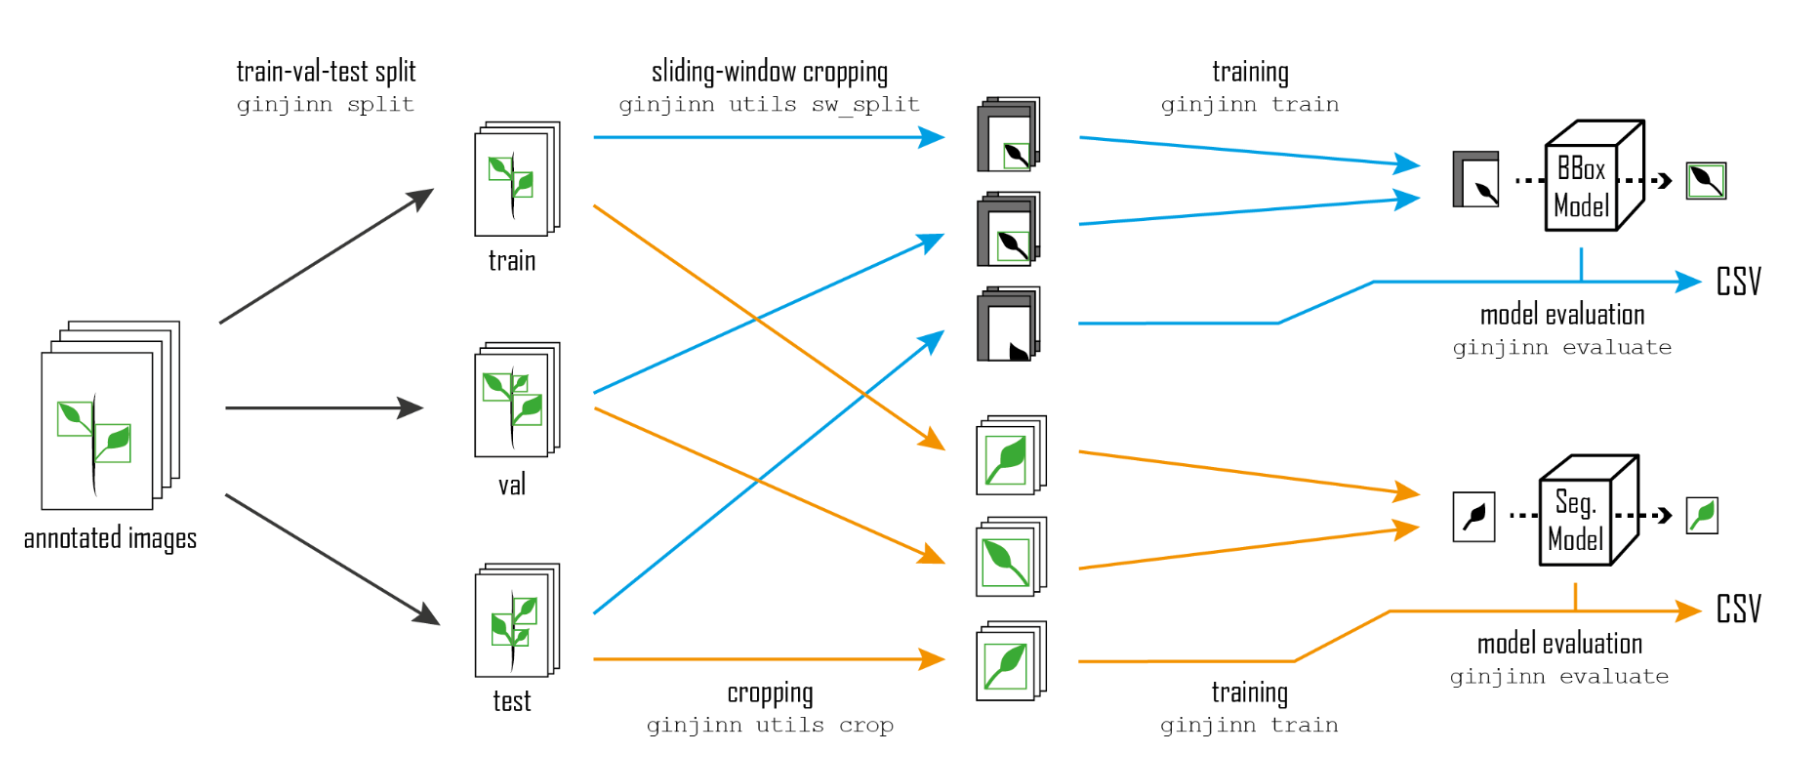 train-val-test split
ginjinn split
sliding-window cropping
ginjinn utils sw_split
training
ginjinn train
train
val
test
annotated images
BBox
Model
CSV
model evaluation
ginjinn evaluate
Seg.
Model
CSV
model evaluation
ginjinn evaluate
cropping
ginjinn utils crop
training
ginjinn train